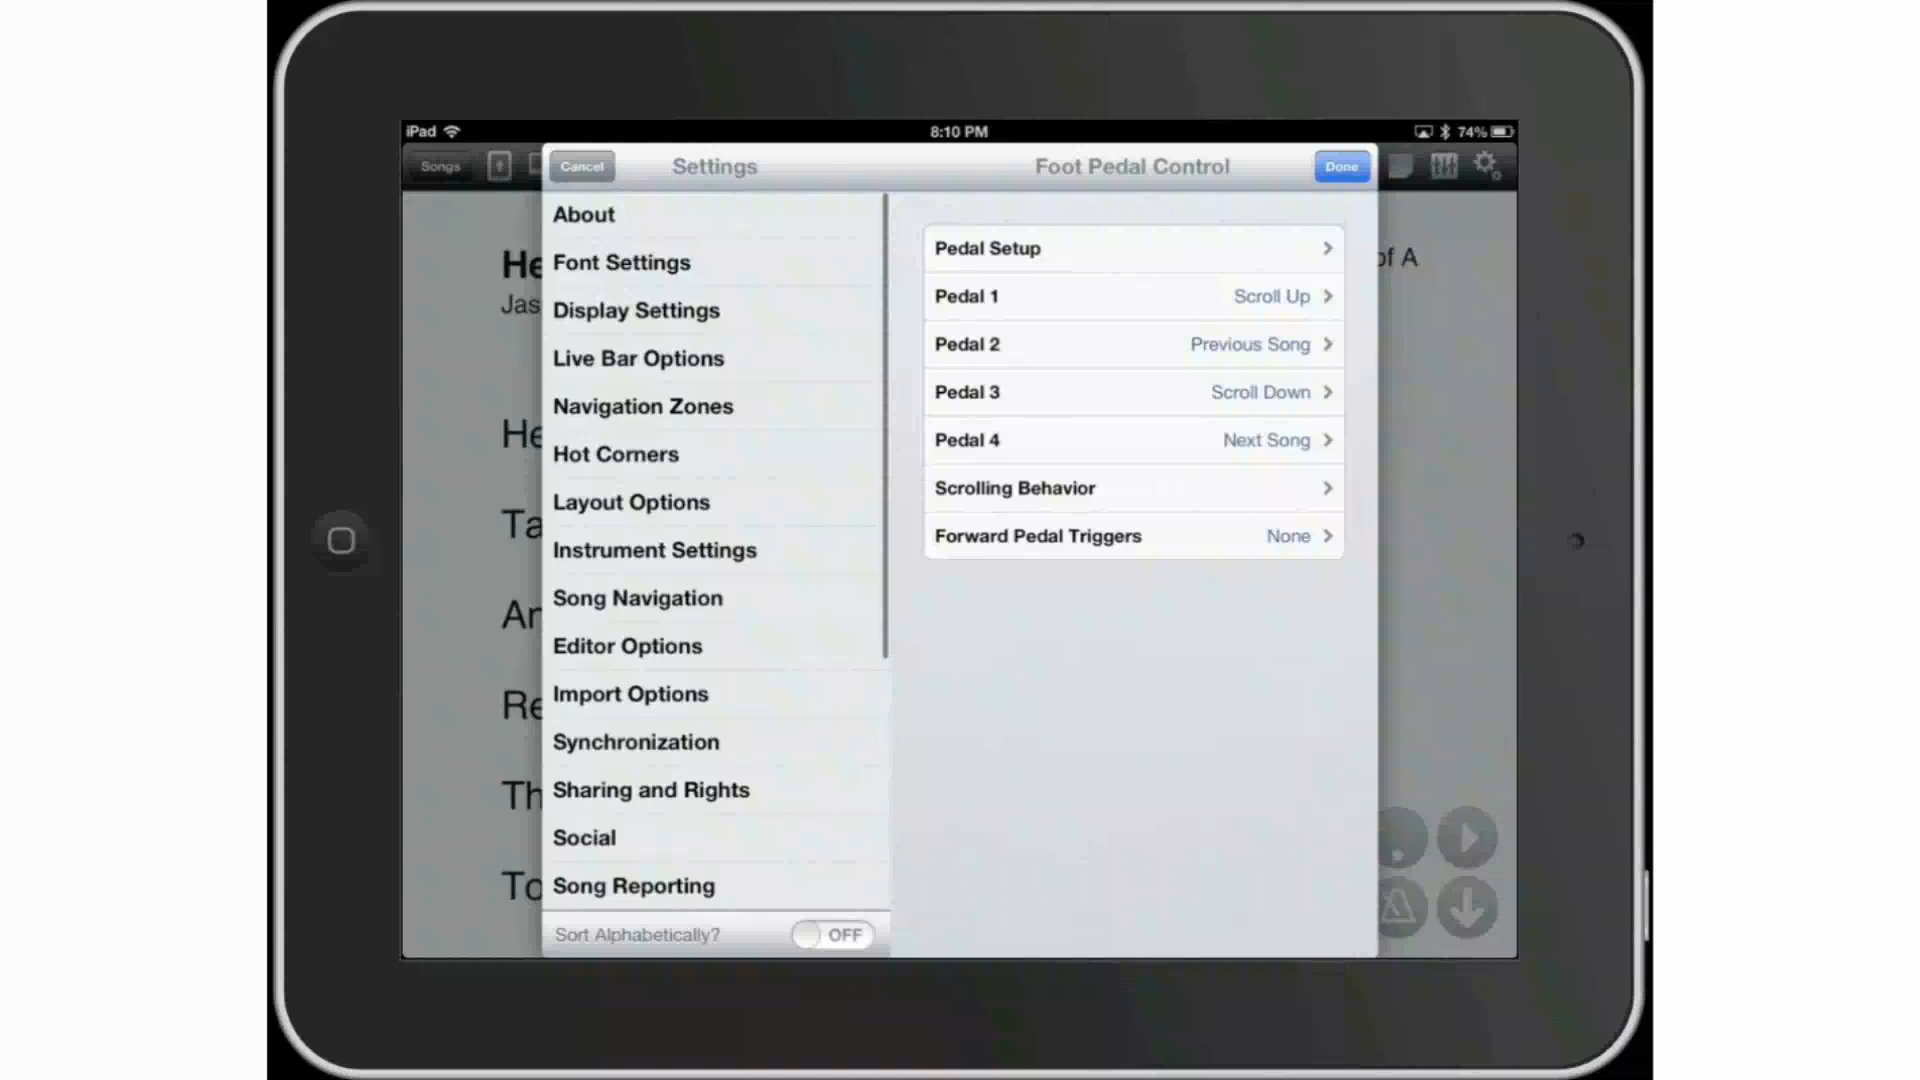 iPad
8:10 PM
74%
Songs
Cancel
Settings
Foot Pedal Control
Done
About
Font Settings
Display Settings
Live Bar Options
Navigation Zones
Hot Corners
Layout Options
Instrument Settings
Song Navigation
Editor Options
Import Options
Synchronization
Sharing and Rights
Social
Song Reporting
Sort Alphabetically?
OFF
Pedal Setup
Pedal 1 Scroll Up
Pedal 2 Previous Song
Pedal 3 Scroll Down
Pedal 4 Next Song
Scrolling Behavior
Forward Pedal Triggers None
He
Jas
of A
He
Ta
An
Re
Th
To